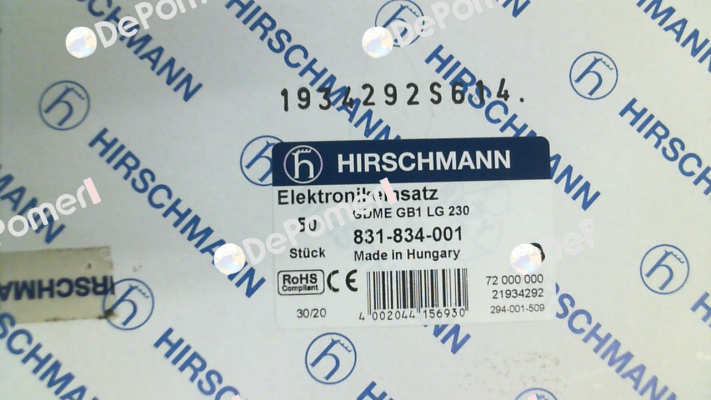 1934292S614.
HIRSCHMANN
Elektronikeinsatz
GDME GB1 LG 230
50
831-834-001
Stück
Made in Hungary
RoHS
Compliant
CE
72 000 000
21934292
30/20
4 002044 156930
294-001-509
HIRSCHMANN
HIRSCHMANN
HIRSCHMANN
HIRSCHMANN
HIRSCHMANN
DePomerl
DePomerl